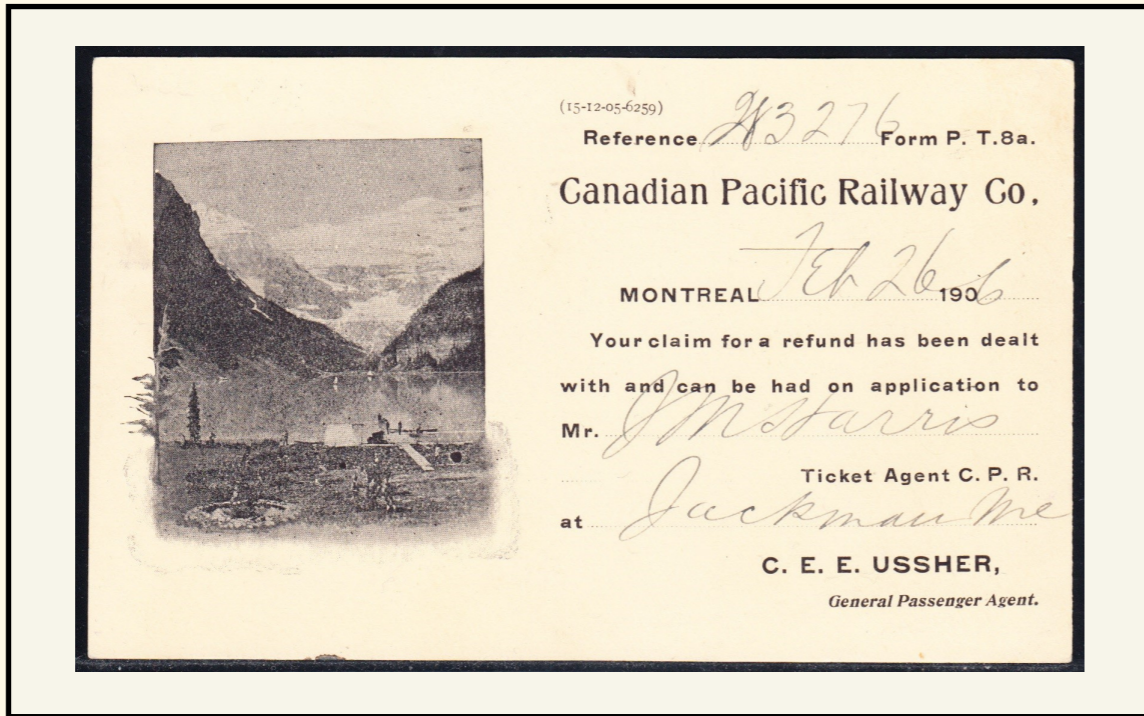 (15-12-05-6259)
Reference 3276 Form P. T. 8a.
Canadian Pacific Railway Co,
MONTREAL Feb 26 1906
Your claim for a refund has been dealt
with and can be had on application to
Mr. J M Harris
Ticket Agent C. P. R.
at Jackman Me
C. E. E. USSHER,
General Passenger Agent.